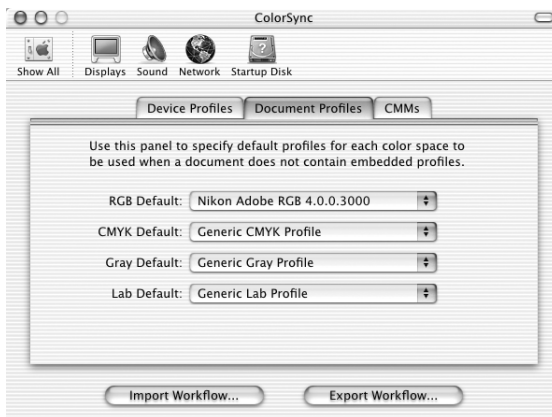 ColorSync
Show All Displays Sound Network Startup Disk
Device Profiles Document Profiles CMMs
Use this panel to specify default profiles for each color space to
be used when a document does not contain embedded profiles.
RGB Default: Nikon Adobe RGB 4.0.0.3000
CMYK Default: Generic CMYK Profile
Gray Default: Generic Gray Profile
Lab Default: Generic Lab Profile
Import Workflow... Export Workflow...